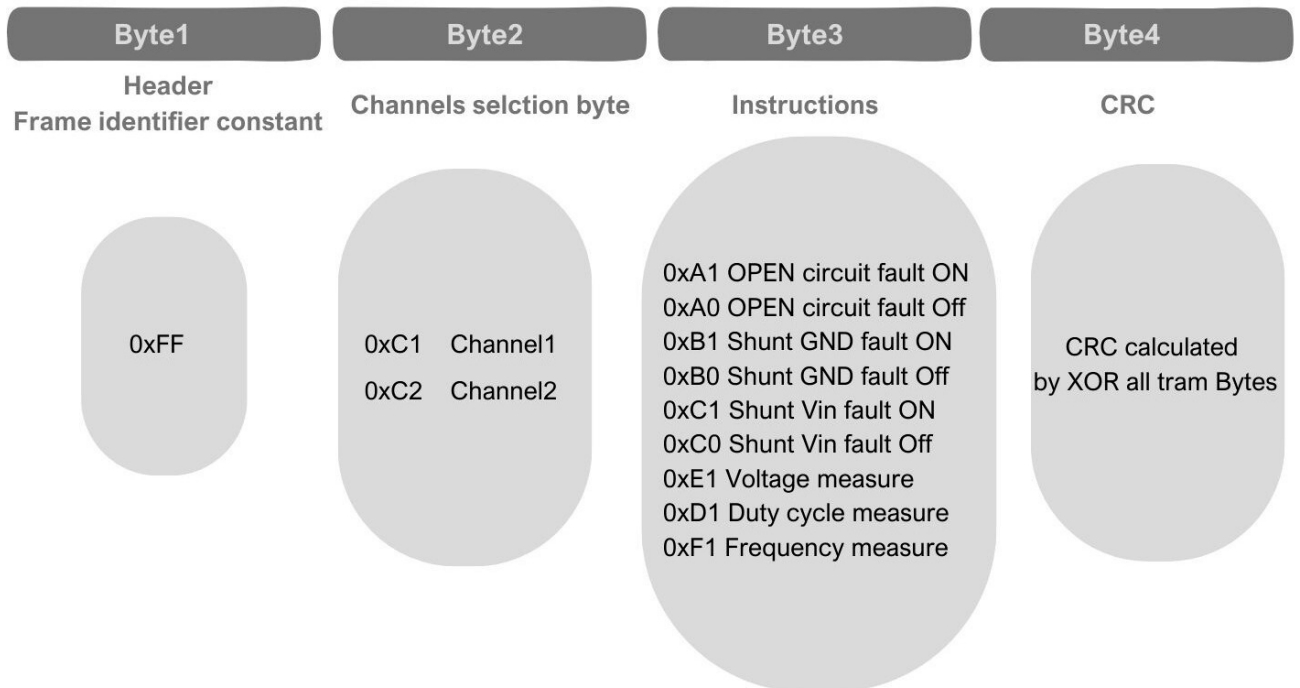 Byte1
Byte2
Byte3
Byte4
Header
Frame identifier constant
Channels selction byte
Instructions
CRC
0xFF
0xC1 Channel1
0xC2 Channel2
0xA1 OPEN circuit fault ON
0xA0 OPEN circuit fault Off
0xB1 Shunt GND fault ON
0xB0 Shunt GND fault Off
0xC1 Shunt Vin fault ON
0xC0 Shunt Vin fault Off
0xE1 Voltage measure
0xD1 Duty cycle measure
0xF1 Frequency measure
CRC calculated
by XOR all tram Bytes